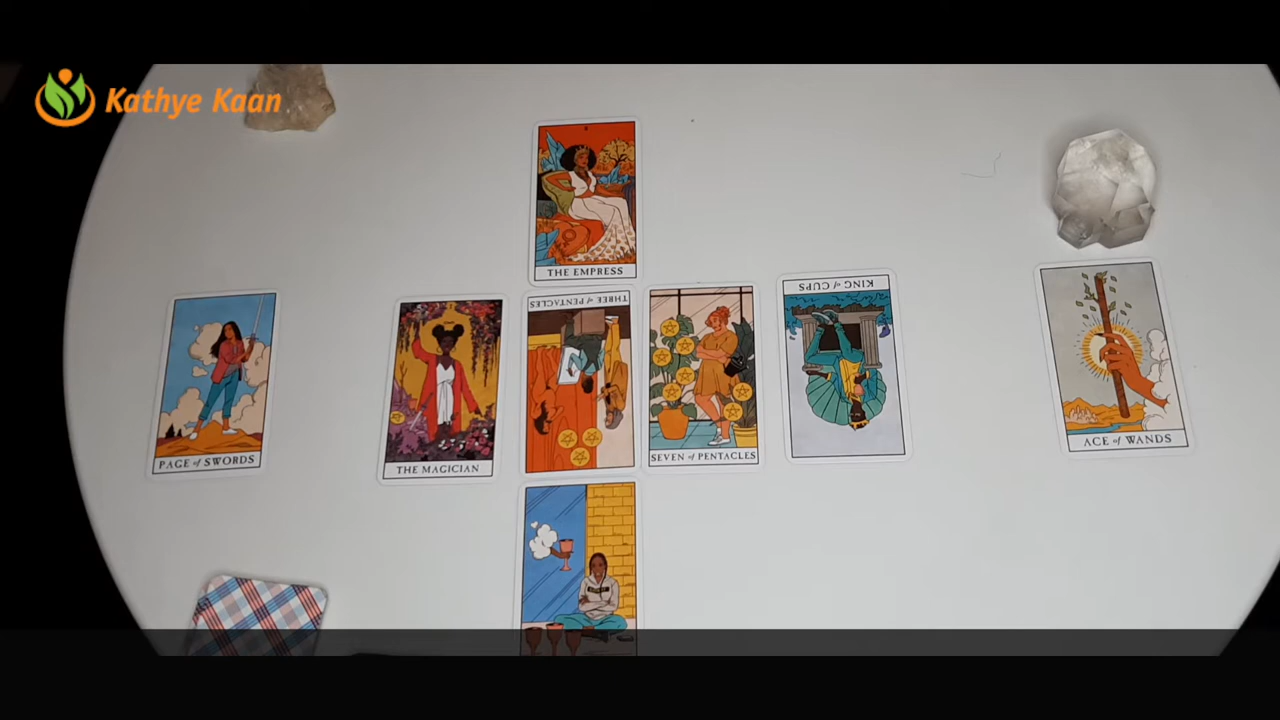 Kathye Kaan
THE EMPRESS
KING of CUPS
THREE of PENTACLES
PAGE of SWORDS
THE MAGICIAN
SEVEN of PENTACLES
ACE of WANDS